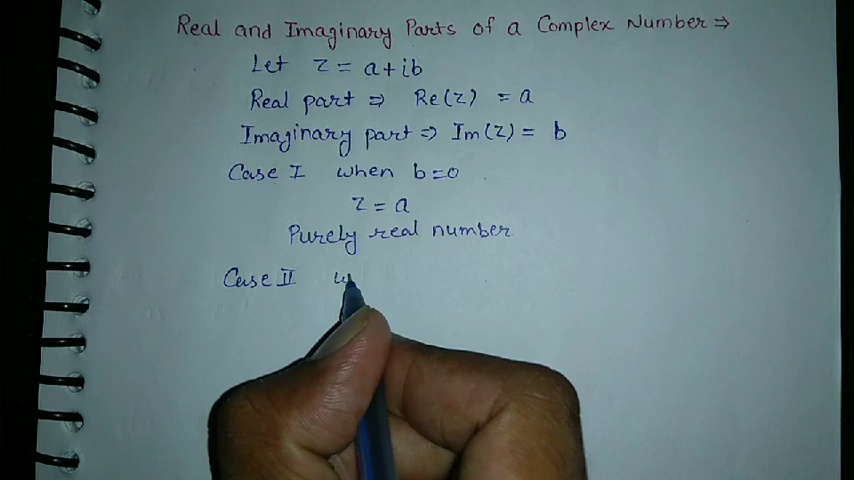 Real and Imaginary Parts of a Complex Number ⇒
Let z = a + ib
Real part ⇒ Re(z) = a
Imaginary part ⇒ Im(z) = b
Case I when b=0
z = a
Purely real number
Case II w